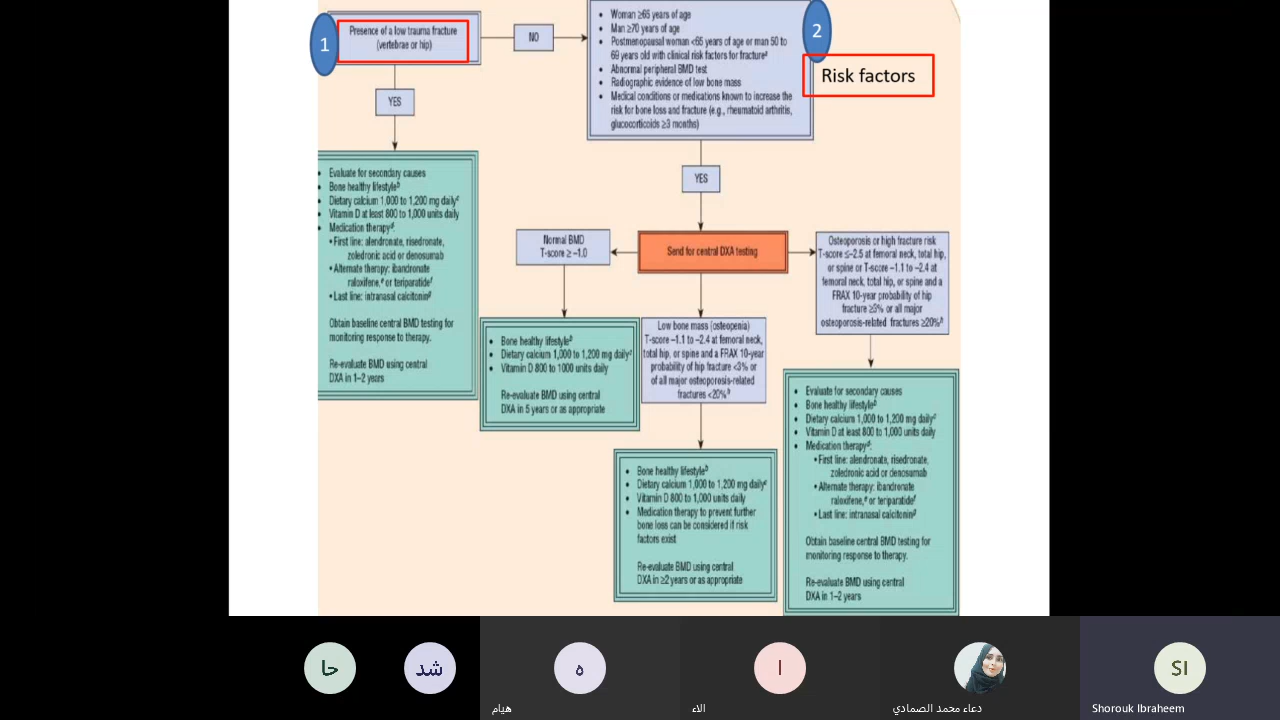 1
Presence of a low trauma fracture
(vertebrae or hip)
NO
• Woman ≥65 years of age
• Man ≥70 years of age
• Postmenopausal woman <65 years of age or man 50 to
69 years old with clinical risk factors for fractureᵃ
• Abnormal peripheral BMD test
• Radiographic evidence of low bone mass
• Medical conditions or medications known to increase the
risk for bone loss and fracture (e.g., rheumatoid arthritis,
glucocorticoids ≥3 months)
2
Risk factors
YES
• Evaluate for secondary causes
• Bone healthy lifestyleᵇ
• Dietary calcium 1,000 to 1,200 mg dailyᶜ
• Vitamin D at least 800 to 1,000 units daily
• Medication therapyᵈ:
• First line: alendronate, risedronate,
zoledronic acid or denosumab
• Alternate therapy: ibandronate
raloxifene,ᵉ or teriparatideᶠ
• Last line: intranasal calcitoninᵍ
Obtain baseline central BMD testing for
monitoring response to therapy.
Re-evaluate BMD using central
DXA in 1–2 years
YES
Send for central DXA testing
Normal BMD
T-score ≥ −1.0
• Bone healthy lifestyleᵇ
• Dietary calcium 1,000 to 1,200 mg dailyᶜ
• Vitamin D 800 to 1000 units daily
Re-evaluate BMD using central
DXA in 5 years or as appropriate
Low bone mass (osteopenia)
T-score −1.1 to −2.4 at femoral neck,
total hip, or spine and a FRAX 10-year
probability of hip fracture <3% or
of all major osteoporosis-related
fractures <20%ʰ
• Bone healthy lifestyleᵇ
• Dietary calcium 1,000 to 1,200 mg dailyᶜ
• Vitamin D 800 to 1,000 units daily
• Medication therapy to prevent further
bone loss can be considered if risk
factors exist
Re-evaluate BMD using central
DXA in ≥2 years or as appropriate
Osteoporosis or high fracture risk
T-score ≤−2.5 at femoral neck, total hip,
or spine or T-score −1.1 to −2.4 at
femoral neck, total hip, or spine and a
FRAX 10-year probability of hip
fracture ≥3% or all major
osteoporosis-related fractures ≥20%ʰ
• Evaluate for secondary causes
• Bone healthy lifestyleᵇ
• Dietary calcium 1,000 to 1,200 mg dailyᶜ
• Vitamin D at least 800 to 1,000 units daily
• Medication therapyᵈ:
• First line: alendronate, risedronate,
zoledronic acid or denosumab
• Alternate therapy: ibandronate
raloxifene,ᵉ or teriparatideᶠ
• Last line: intranasal calcitoninᵍ
Obtain baseline central BMD testing for
monitoring response to therapy.
Re-evaluate BMD using central
DXA in 1–2 years
حا
شد
ه
ا
SI
هيام
الاء
دعاء محمد الصمادي
Shorouk Ibraheem